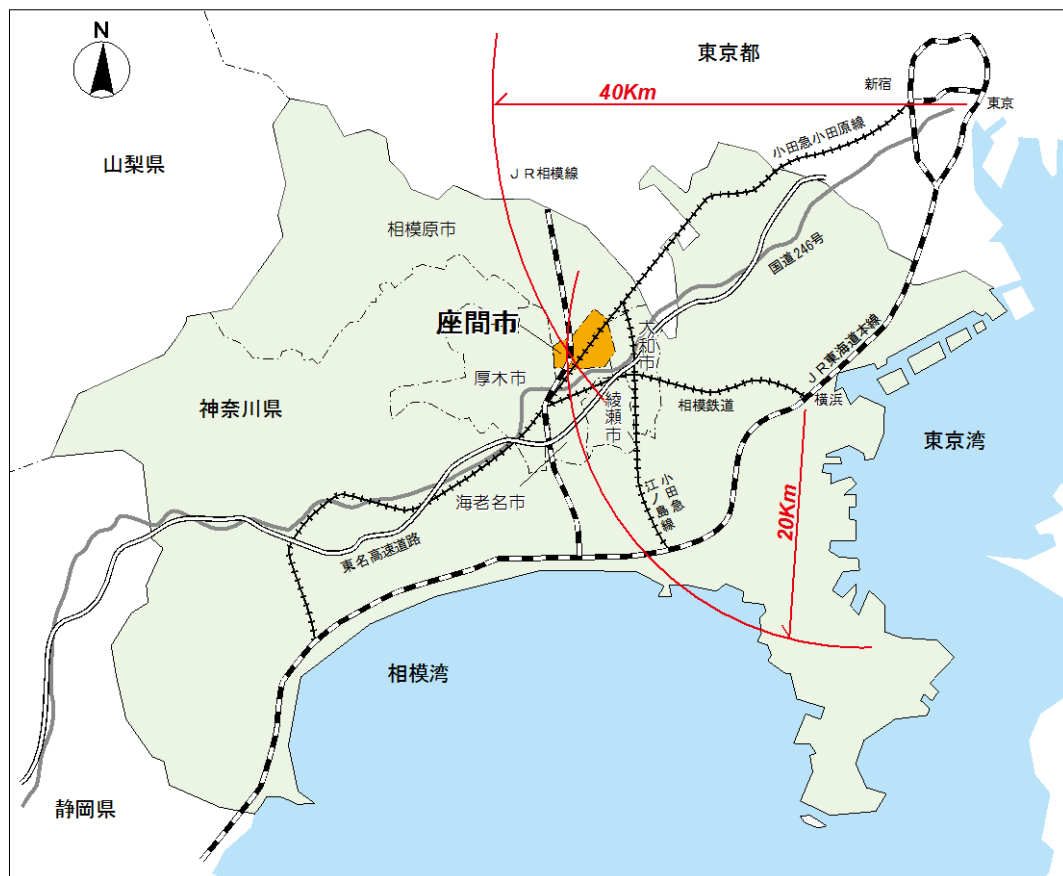 N
東京都
新宿
40Km
東京
小田急小田原線
山梨県
JR相模線
相模原市
国道246号
座間市
大和市
JR東海道本線
厚木市
神奈川県
相模鉄道
横浜
綾瀬市
東京湾
海老名市
小田急
江ノ島線
20Km
東名高速道路
相模湾
静岡県